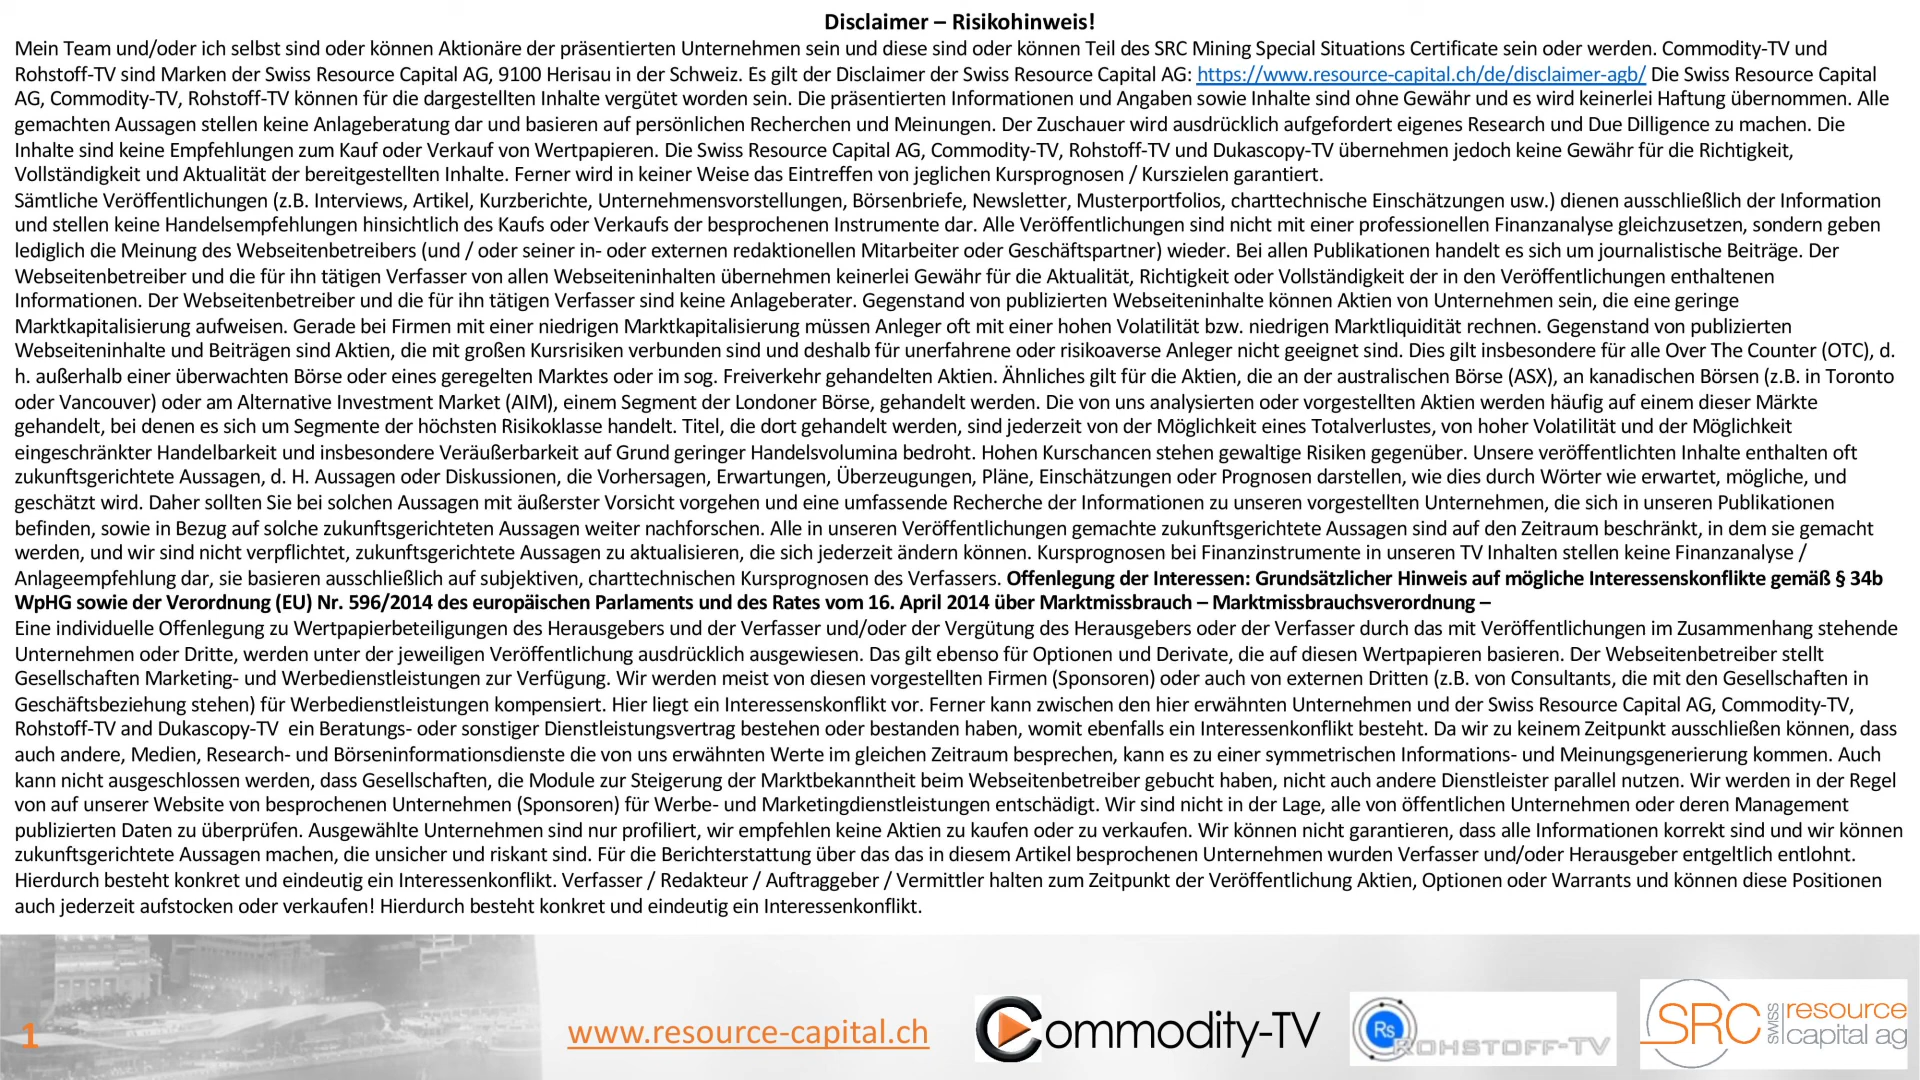 Disclaimer – Risikohinweis!
Mein Team und/oder ich selbst sind oder können Aktionäre der präsentierten Unternehmen sein und diese sind oder können Teil des SRC Mining Special Situations Certificate sein oder werden. Commodity-TV und
Rohstoff-TV sind Marken der Swiss Resource Capital AG, 9100 Herisau in der Schweiz. Es gilt der Disclaimer der Swiss Resource Capital AG: https://www.resource-capital.ch/de/disclaimer-agb/ Die Swiss Resource Capital
AG, Commodity-TV, Rohstoff-TV können für die dargestellten Inhalte vergütet worden sein. Die präsentierten Informationen und Angaben sowie Inhalte sind ohne Gewähr und es wird keinerlei Haftung übernommen. Alle
gemachten Aussagen stellen keine Anlageberatung dar und basieren auf persönlichen Recherchen und Meinungen. Der Zuschauer wird ausdrücklich aufgefordert eigenes Research und Due Dilligence zu machen. Die
Inhalte sind keine Empfehlungen zum Kauf oder Verkauf von Wertpapieren. Die Swiss Resource Capital AG, Commodity-TV, Rohstoff-TV und Dukascopy-TV übernehmen jedoch keine Gewähr für die Richtigkeit,
Vollständigkeit und Aktualität der bereitgestellten Inhalte. Ferner wird in keiner Weise das Eintreffen von jeglichen Kursprognosen / Kurszielen garantiert.
Sämtliche Veröffentlichungen (z.B. Interviews, Artikel, Kurzberichte, Unternehmensvorstellungen, Börsenbriefe, Newsletter, Musterportfolios, charttechnische Einschätzungen usw.) dienen ausschließlich der Information
und stellen keine Handelsempfehlungen hinsichtlich des Kaufs oder Verkaufs der besprochenen Instrumente dar. Alle Veröffentlichungen sind nicht mit einer professionellen Finanzanalyse gleichzusetzen, sondern geben
lediglich die Meinung des Webseitenbetreibers (und / oder seiner in- oder externen redaktionellen Mitarbeiter oder Geschäftspartner) wieder. Bei allen Publikationen handelt es sich um journalistische Beiträge. Der
Webseitenbetreiber und die für ihn tätigen Verfasser von allen Webseiteninhalten übernehmen keinerlei Gewähr für die Aktualität, Richtigkeit oder Vollständigkeit der in den Veröffentlichungen enthaltenen
Informationen. Der Webseitenbetreiber und die für ihn tätigen Verfasser sind keine Anlageberater. Gegenstand von publizierten Webseiteninhalte können Aktien von Unternehmen sein, die eine geringe
Marktkapitalisierung aufweisen. Gerade bei Firmen mit einer niedrigen Marktkapitalisierung müssen Anleger oft mit einer hohen Volatilität bzw. niedrigen Marktliquidität rechnen. Gegenstand von publizierten
Webseiteninhalte und Beiträgen sind Aktien, die mit großen Kursrisiken verbunden sind und deshalb für unerfahrene oder risikoaverse Anleger nicht geeignet sind. Dies gilt insbesondere für alle Over The Counter (OTC), d.
h. außerhalb einer überwachten Börse oder eines geregelten Marktes oder im sog. Freiverkehr gehandelten Aktien. Ähnliches gilt für die Aktien, die an der australischen Börse (ASX), an kanadischen Börsen (z.B. in Toronto
oder Vancouver) oder am Alternative Investment Market (AIM), einem Segment der Londoner Börse, gehandelt werden. Die von uns analysierten oder vorgestellten Aktien werden häufig auf einem dieser Märkte
gehandelt, bei denen es sich um Segmente der höchsten Risikoklasse handelt. Titel, die dort gehandelt werden, sind jederzeit von der Möglichkeit eines Totalverlustes, von hoher Volatilität und der Möglichkeit
eingeschränkter Handelbarkeit und insbesondere Veräußerbarkeit auf Grund geringer Handelsvolumina bedroht. Hohen Kurschancen stehen gewaltige Risiken gegenüber. Unsere veröffentlichten Inhalte enthalten oft
zukunftsgerichtete Aussagen, d. H. Aussagen oder Diskussionen, die Vorhersagen, Erwartungen, Überzeugungen, Pläne, Einschätzungen oder Prognosen darstellen, wie dies durch Wörter wie erwartet, mögliche, und
geschätzt wird. Daher sollten Sie bei solchen Aussagen mit äußerster Vorsicht vorgehen und eine umfassende Recherche der Informationen zu unseren vorgestellten Unternehmen, die sich in unseren Publikationen
befinden, sowie in Bezug auf solche zukunftsgerichteten Aussagen weiter nachforschen. Alle in unseren Veröffentlichungen gemachte zukunftsgerichtete Aussagen sind auf den Zeitraum beschränkt, in dem sie gemacht
werden, und wir sind nicht verpflichtet, zukunftsgerichtete Aussagen zu aktualisieren, die sich jederzeit ändern können. Kursprognosen bei Finanzinstrumente in unseren TV Inhalten stellen keine Finanzanalyse /
Anlageempfehlung dar, sie basieren ausschließlich auf subjektiven, charttechnischen Kursprognosen des Verfassers. Offenlegung der Interessen: Grundsätzlicher Hinweis auf mögliche Interessenskonflikte gemäß § 34b
WpHG sowie der Verordnung (EU) Nr. 596/2014 des europäischen Parlaments und des Rates vom 16. April 2014 über Marktmissbrauch – Marktmissbrauchsverordnung –
Eine individuelle Offenlegung zu Wertpapierbeteiligungen des Herausgebers und der Verfasser und/oder der Vergütung des Herausgebers oder der Verfasser durch das mit Veröffentlichungen im Zusammenhang stehende
Unternehmen oder Dritte, werden unter der jeweiligen Veröffentlichung ausdrücklich ausgewiesen. Das gilt ebenso für Optionen und Derivate, die auf diesen Wertpapieren basieren. Der Webseitenbetreiber stellt
Gesellschaften Marketing- und Werbedienstleistungen zur Verfügung. Wir werden meist von diesen vorgestellten Firmen (Sponsoren) oder auch von externen Dritten (z.B. von Consultants, die mit den Gesellschaften in
Geschäftsbeziehung stehen) für Werbedienstleistungen kompensiert. Hier liegt ein Interessenskonflikt vor. Ferner kann zwischen den hier erwähnten Unternehmen und der Swiss Resource Capital AG, Commodity-TV,
Rohstoff-TV and Dukascopy-TV ein Beratungs- oder sonstiger Dienstleistungsvertrag bestehen oder bestanden haben, womit ebenfalls ein Interessenkonflikt besteht. Da wir zu keinem Zeitpunkt ausschließen können, dass
auch andere, Medien, Research- und Börseninformationsdienste die von uns erwähnten Werte im gleichen Zeitraum besprechen, kann es zu einer symmetrischen Informations- und Meinungsgenerierung kommen. Auch
kann nicht ausgeschlossen werden, dass Gesellschaften, die Module zur Steigerung der Marktbekanntheit beim Webseitenbetreiber gebucht haben, nicht auch andere Dienstleister parallel nutzen. Wir werden in der Regel
von auf unserer Website von besprochenen Unternehmen (Sponsoren) für Werbe- und Marketingdienstleistungen entschädigt. Wir sind nicht in der Lage, alle von öffentlichen Unternehmen oder deren Management
publizierten Daten zu überprüfen. Ausgewählte Unternehmen sind nur profiliert, wir empfehlen keine Aktien zu kaufen oder zu verkaufen. Wir können nicht garantieren, dass alle Informationen korrekt sind und wir können
zukunftsgerichtete Aussagen machen, die unsicher und riskant sind. Für die Berichterstattung über das das in diesem Artikel besprochenen Unternehmen wurden Verfasser und/oder Herausgeber entgeltlich entlohnt.
Hierdurch besteht konkret und eindeutig ein Interessenkonflikt. Verfasser / Redakteur / Auftraggeber / Vermittler halten zum Zeitpunkt der Veröffentlichung Aktien, Optionen oder Warrants und können diese Positionen
auch jederzeit aufstocken oder verkaufen! Hierdurch besteht konkret und eindeutig ein Interessenkonflikt.
1
www.resource-capital.ch
Commodity-TV
Rs ROHSTOFF-TV
SRC SWISS resource capital ag